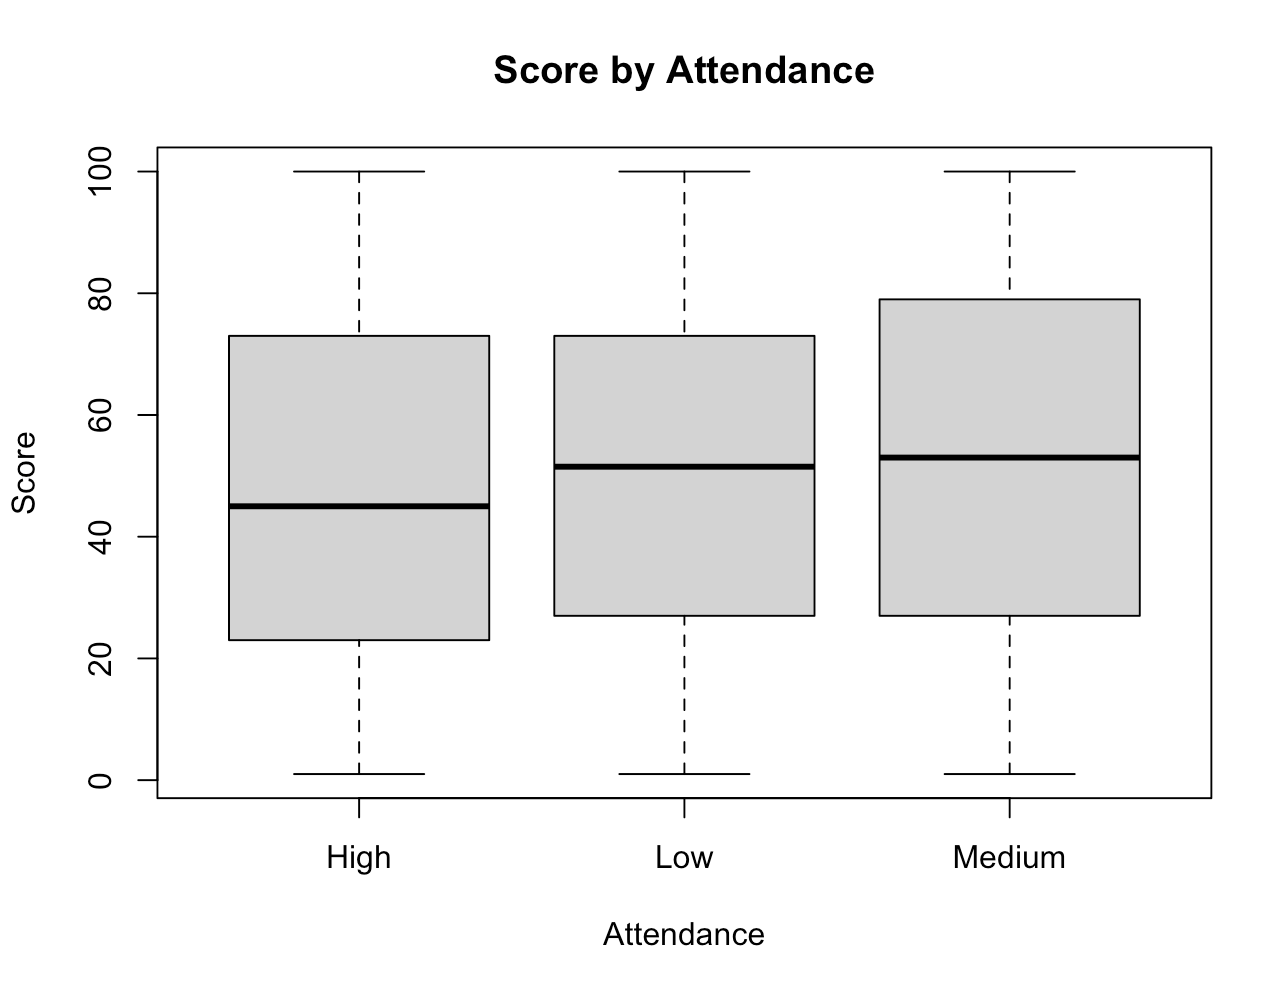 Score by Attendance
100
80
60
40
20
0
Score
High
Low
Medium
Attendance